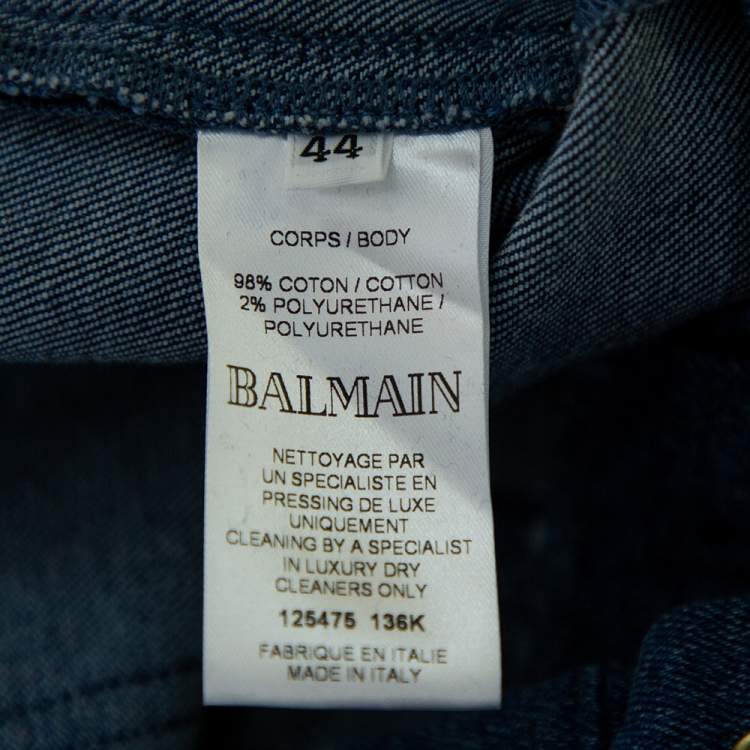 44
CORPS / BODY
98% COTON / COTTON
2% POLYURETHANE /
POLYURETHANE
BALMAIN
NETTOYAGE PAR
UN SPECIALISTE EN
PRESSING DE LUXE
UNIQUEMENT
CLEANING BY A SPECIALIST
IN LUXURY DRY
CLEANERS ONLY
125475 136K
FABRIQUE EN ITALIE
MADE IN ITALY